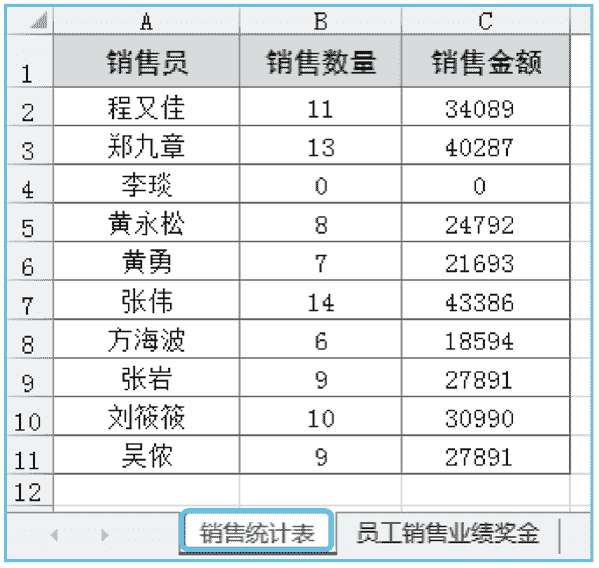 A B C
1 销售员 销售数量 销售金额
2 程又佳 11 34089
3 郑九章 13 40287
4 李琰 0 0
5 黄永松 8 24792
6 黄勇 7 21693
7 张伟 14 43386
8 方海波 6 18594
9 张岩 9 27891
10 刘筱筱 10 30990
11 吴侬 9 27891
12
销售统计表 员工销售业绩奖金